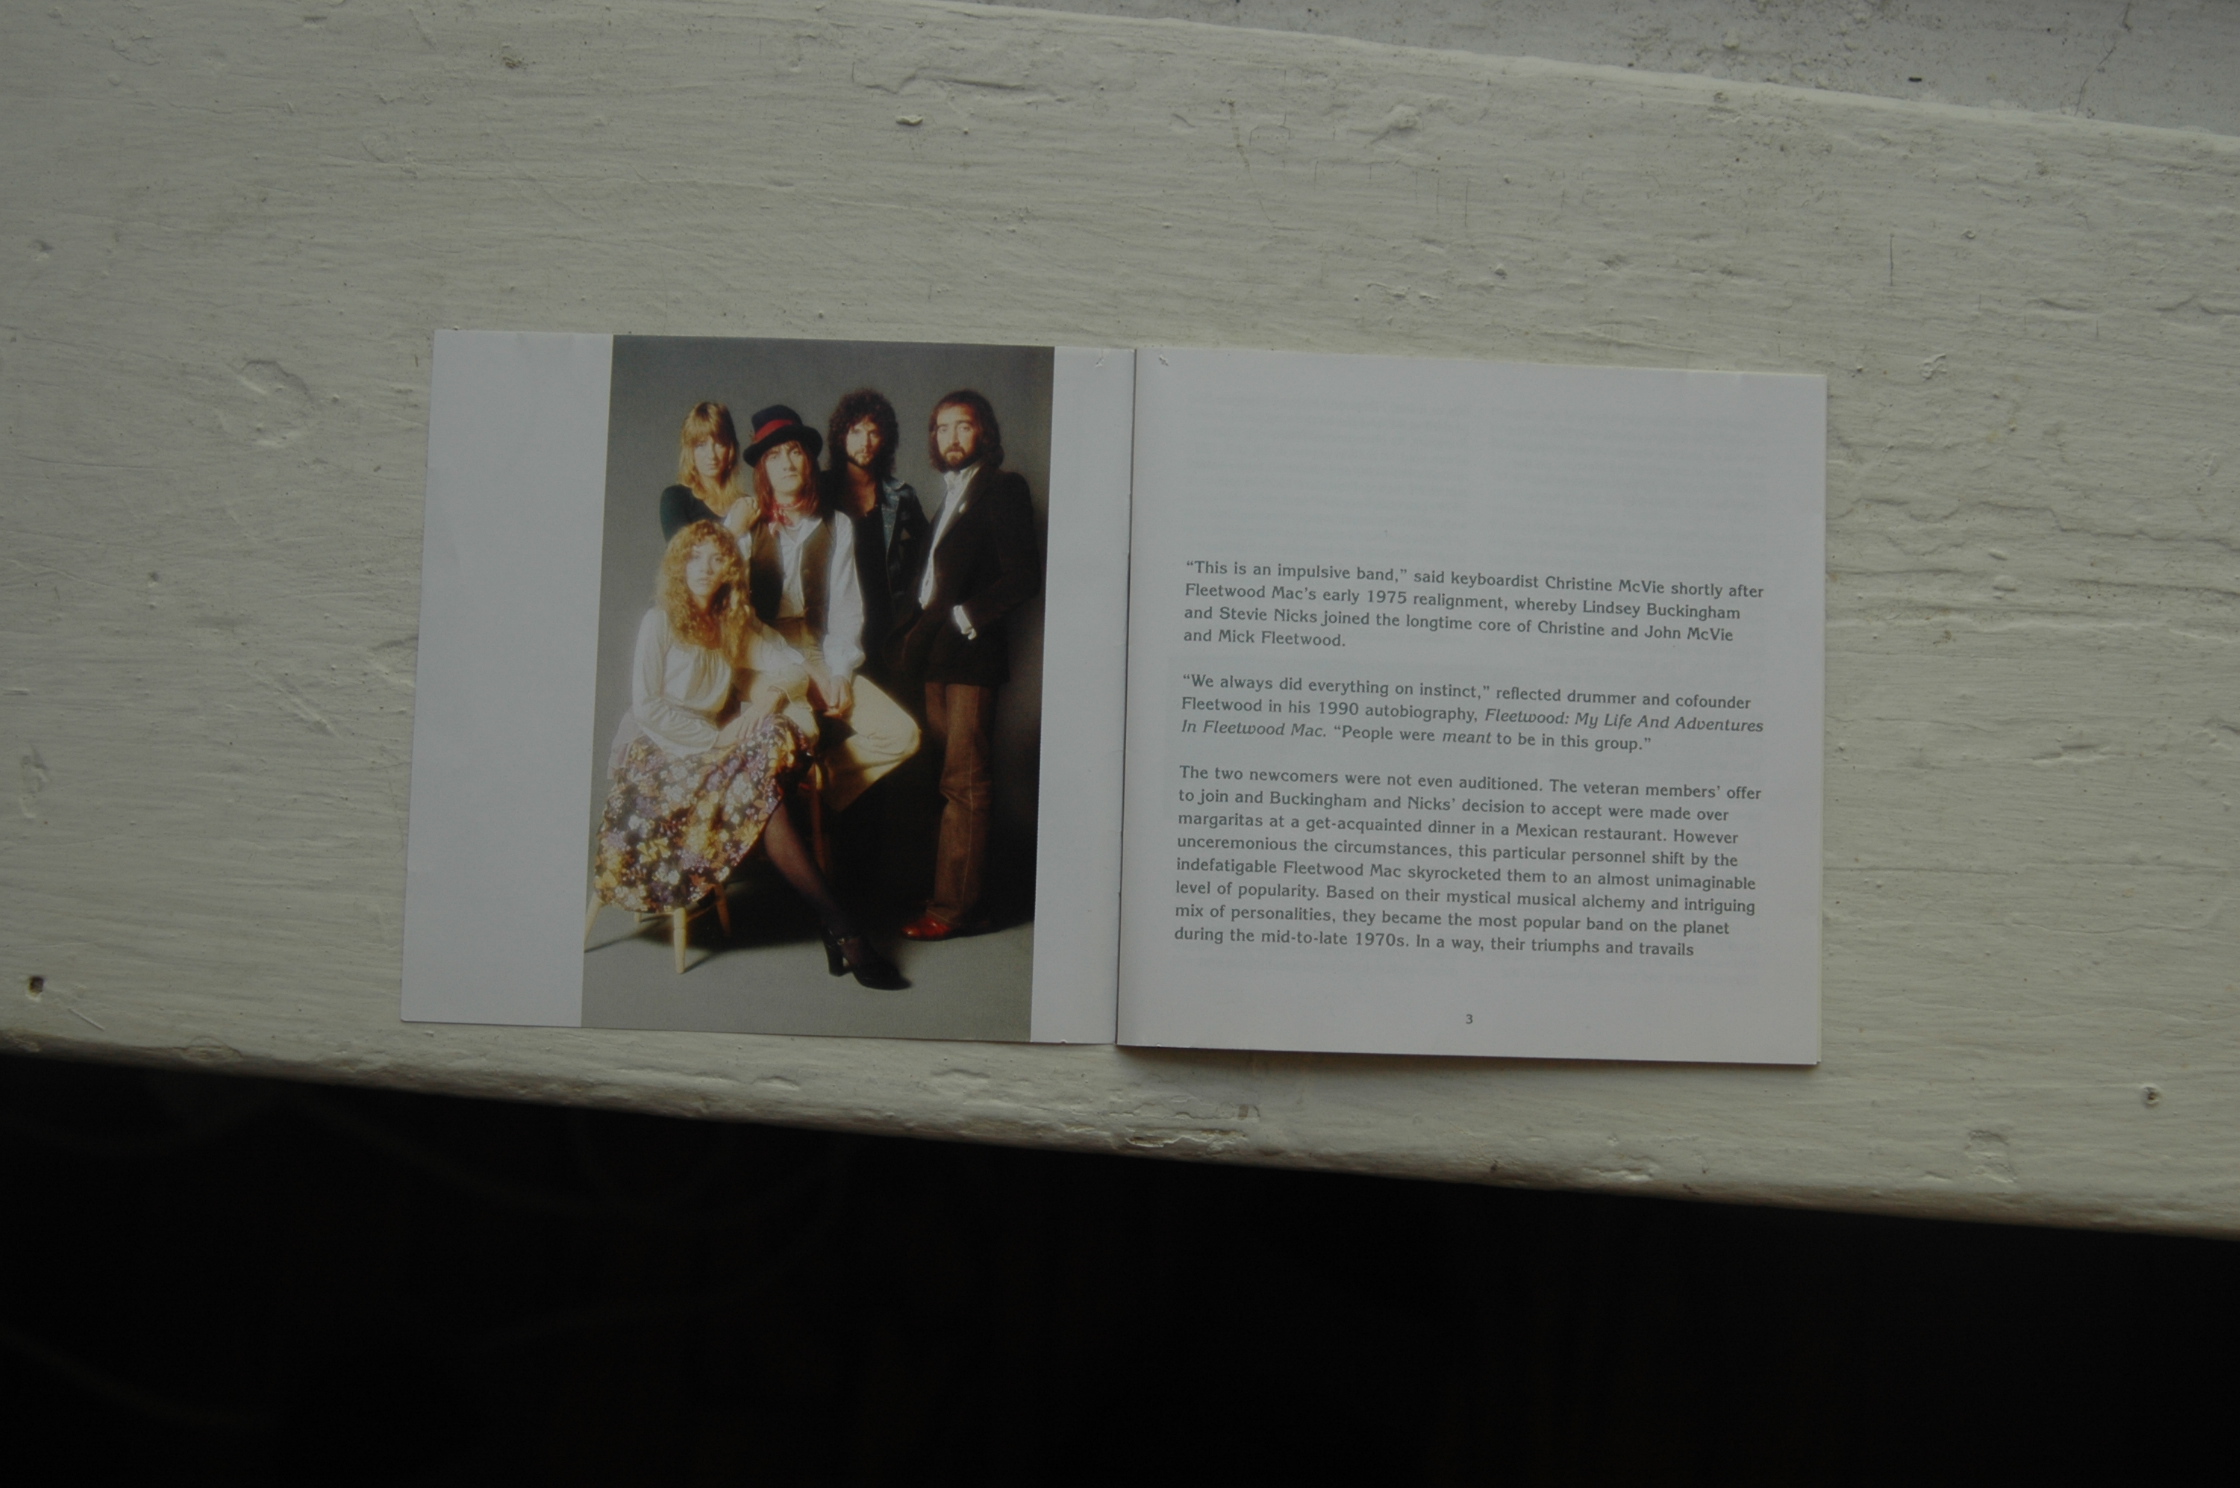 “This is an impulsive band,” said keyboardist Christine McVie shortly after
Fleetwood Mac’s early 1975 realignment, whereby Lindsey Buckingham
and Stevie Nicks joined the longtime core of Christine and John McVie
and Mick Fleetwood.
“We always did everything on instinct,” reflected drummer and cofounder
Fleetwood in his 1990 autobiography, Fleetwood: My Life And Adventures
In Fleetwood Mac. “People were meant to be in this group.”
The two newcomers were not even auditioned. The veteran members’ offer
to join and Buckingham and Nicks’ decision to accept were made over
margaritas at a get-acquainted dinner in a Mexican restaurant. However
unceremonious the circumstances, this particular personnel shift by the
indefatigable Fleetwood Mac skyrocketed them to an almost unimaginable
level of popularity. Based on their mystical musical alchemy and intriguing
mix of personalities, they became the most popular band on the planet
during the mid-to-late 1970s. In a way, their triumphs and travails
3